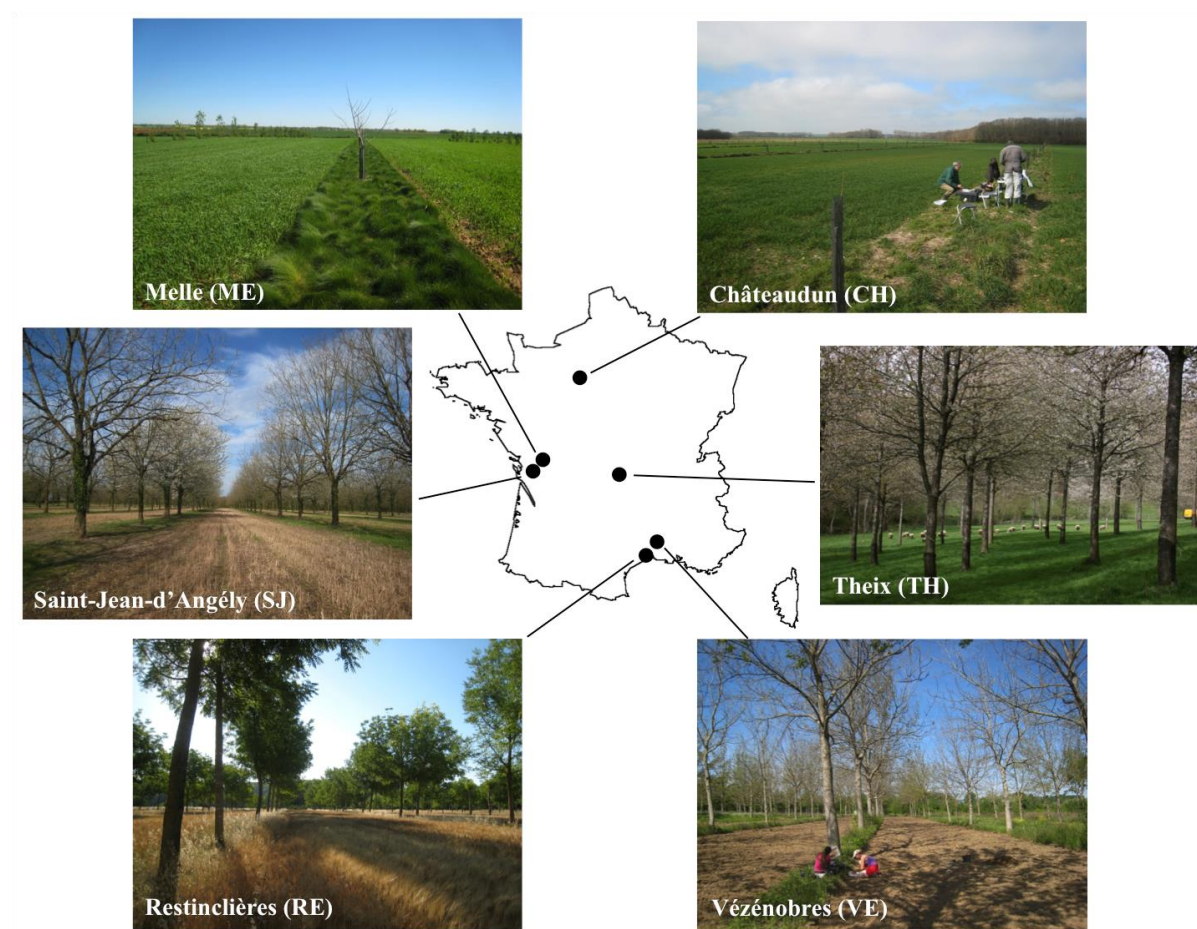 Melle (ME)
Châteaudun (CH)
Saint-Jean-d’Angély (SJ)
Theix (TH)
Restinclières (RE)
Vézénobres (VE)